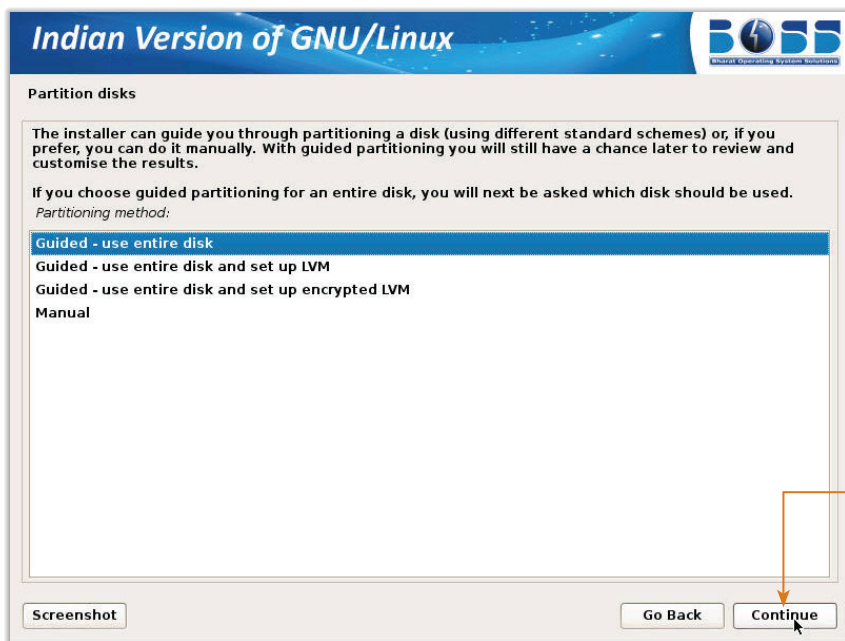 Indian Version of GNU/Linux
BOSS
Bharat Operating System Solutions
Partition disks
The installer can guide you through partitioning a disk (using different standard schemes) or, if you
prefer, you can do it manually. With guided partitioning you will still have a chance later to review and
customise the results.
If you choose guided partitioning for an entire disk, you will next be asked which disk should be used.
Partitioning method:
Guided - use entire disk
Guided - use entire disk and set up LVM
Guided - use entire disk and set up encrypted LVM
Manual
Screenshot
Go Back
Continue